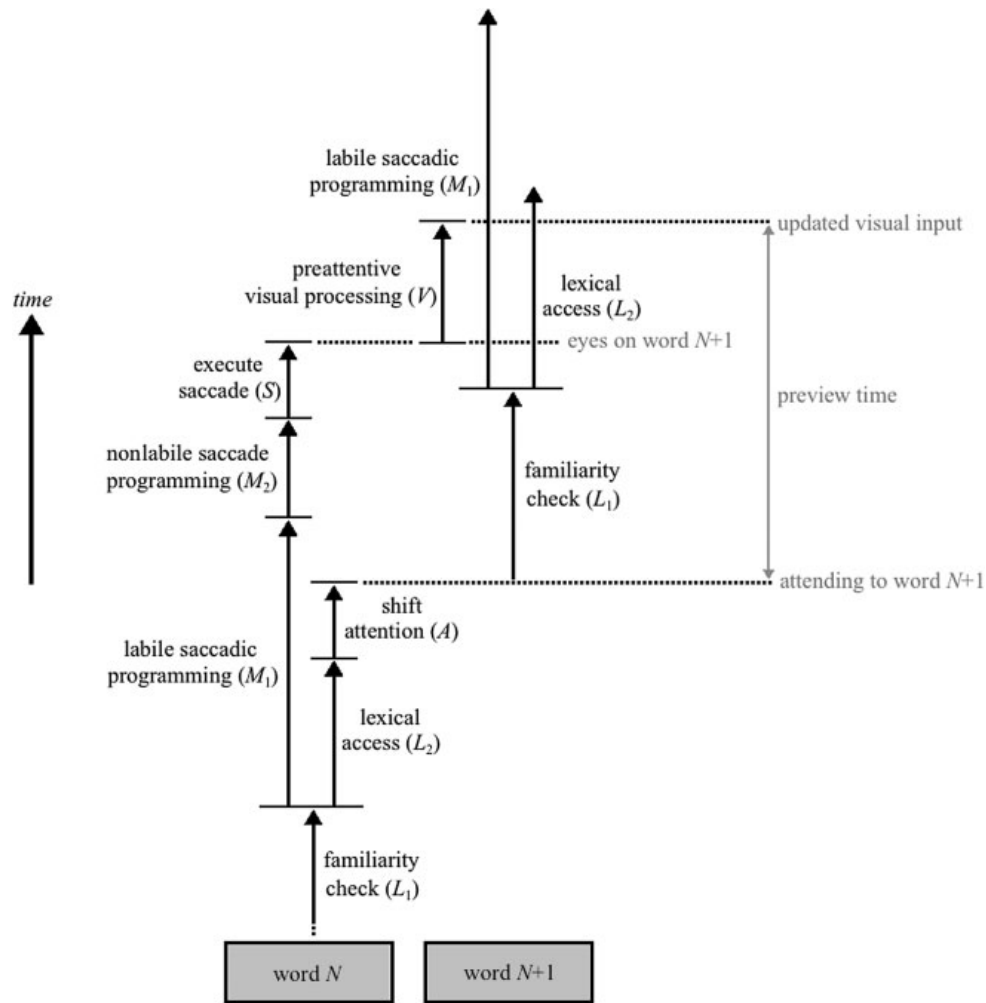 labile saccadic
programming (M₁)
updated visual input
preattentive
visual processing (V)
lexical
access (L₂)
time
eyes on word N+1
execute
saccade (S)
preview time
nonlabile saccade
programming (M₂)
familiarity
check (L₁)
attending to word N+1
shift
attention (A)
labile saccadic
programming (M₁)
lexical
access (L₂)
familiarity
check (L₁)
word N
word N+1